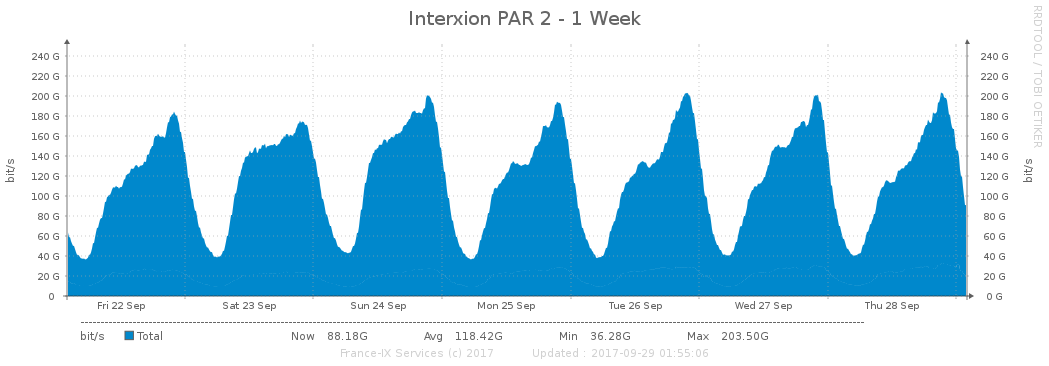 Interxion PAR 2 - 1 Week
RRDTOOL / TOBI OETIKER
bit/s
240 G
220 G
200 G
180 G
160 G
140 G
120 G
100 G
80 G
60 G
40 G
20 G
0
240 G
220 G
200 G
180 G
160 G
140 G
120 G
100 G
80 G
60 G
40 G
20 G
0 G
bit/s
Fri 22 Sep Sat 23 Sep Sun 24 Sep Mon 25 Sep Tue 26 Sep Wed 27 Sep Thu 28 Sep
bit/s Total Now 88.18G Avg 118.42G Min 36.28G Max 203.50G
France-IX Services (c) 2017 Updated : 2017-09-29 01:55:06